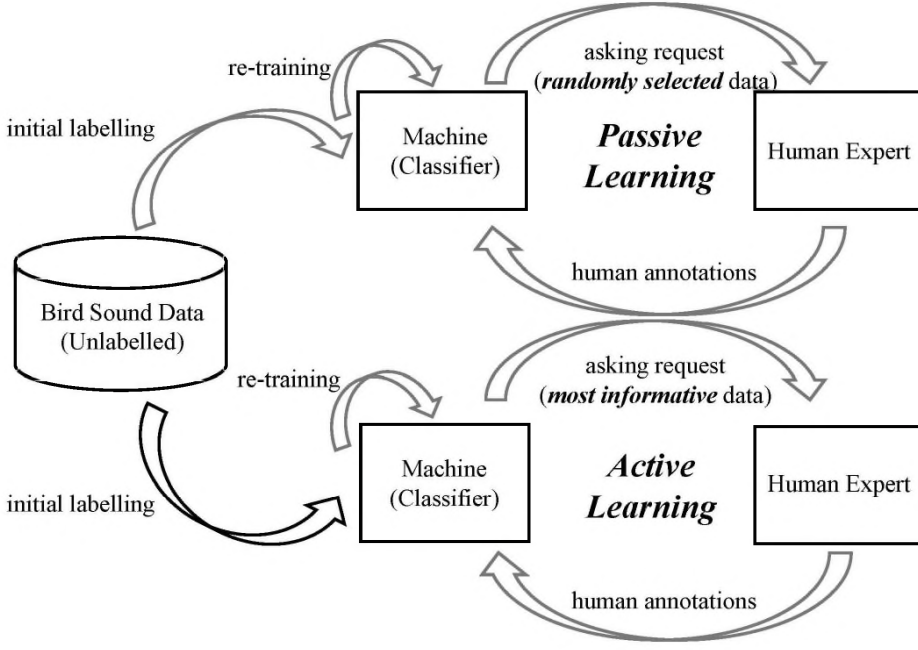 asking request
(randomly selected data)
re-training
initial labelling
Machine
(Classifier)
Passive
Learning
Human Expert
human annotations
Bird Sound Data
(Unlabelled)
asking request
(most informative data)
re-training
initial labelling
Machine
(Classifier)
Active
Learning
Human Expert
human annotations